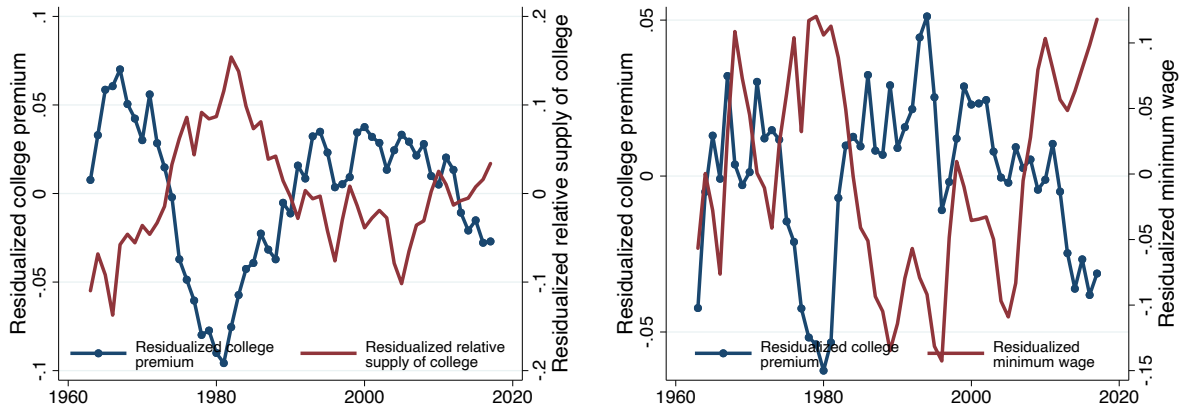 Residualized college premium
.1
.05
0
-.05
-.1
.2
.1
0
-.1
-.2
Residualized relative supply of college
1960
1980
2000
2020
Residualized college
premium
Residualized relative
supply of college
Residualized college premium
.05
0
-.05
.1
.05
0
-.05
-.1
-.15
Residualized minimum wage
1960
1980
2000
2020
Residualized college
premium
Residualized
minimum wage